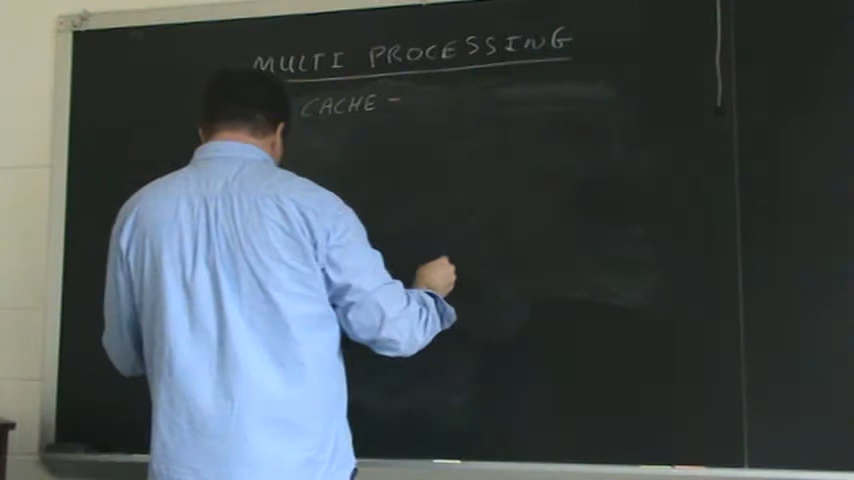 MULTI PROCESSING
CACHE -